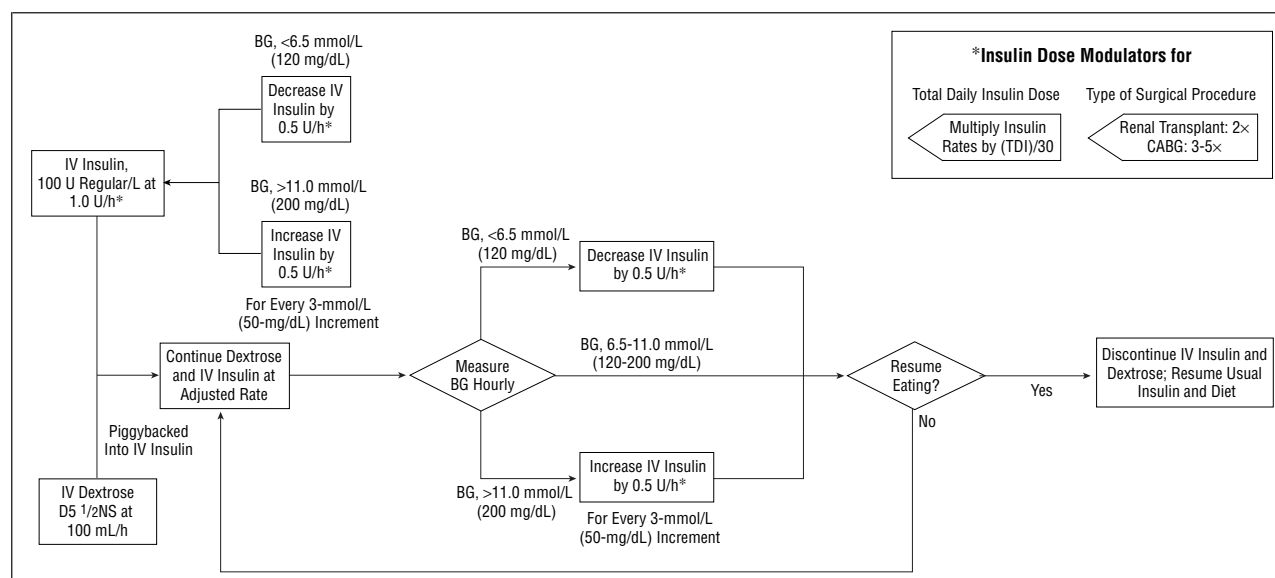 BG, <6.5 mmol/L
(120 mg/dL)
Decrease IV
Insulin by
0.5 U/h*
IV Insulin,
100 U Regular/L at
1.0 U/h*
BG, >11.0 mmol/L
(200 mg/dL)
Increase IV
Insulin by
0.5 U/h*
For Every 3-mmol/L
(50-mg/dL) Increment
Continue Dextrose
and IV Insulin at
Adjusted Rate
Piggybacked
Into IV Insulin
IV Dextrose
D5 1/2NS at
100 mL/h
Measure
BG Hourly
BG, <6.5 mmol/L
(120 mg/dL)
Decrease IV Insulin
by 0.5 U/h*
BG, 6.5-11.0 mmol/L
(120-200 mg/dL)
BG, >11.0 mmol/L
(200 mg/dL)
Increase IV Insulin
by 0.5 U/h*
For Every 3-mmol/L
(50-mg/dL) Increment
Resume
Eating?
Yes
No
Discontinue IV Insulin and
Dextrose; Resume Usual
Insulin and Diet
*Insulin Dose Modulators for
Total Daily Insulin Dose
Multiply Insulin
Rates by (TDI)/30
Type of Surgical Procedure
Renal Transplant: 2×
CABG: 3-5×